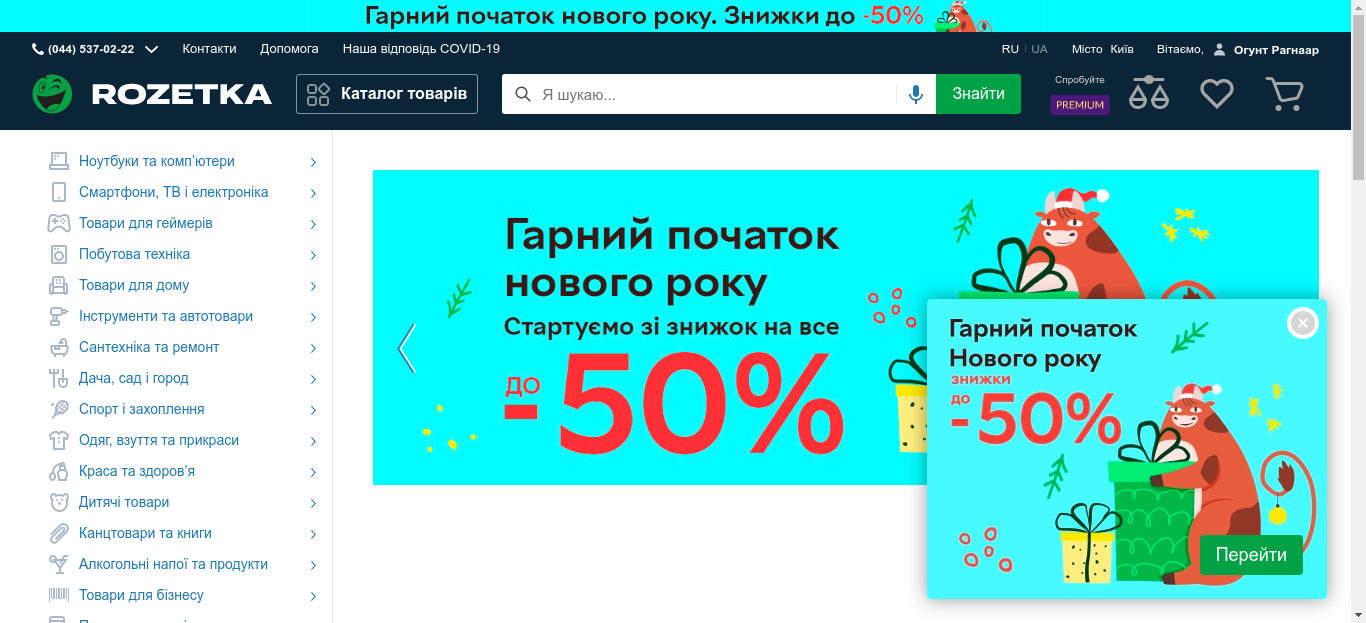 Гарний початок нового року. Знижки до -50%
(044) 537-02-22 Контакти Допомога Наша відповідь COVID-19 RU UA Місто Київ Вітаємо, Огунт Рагнаар
ROZETKA Каталог товарів Я шукаю... Знайти Спробуйте
PREMIUM
Ноутбуки та комп'ютери
Смартфони, ТВ і електроніка
Товари для геймерів
Побутова техніка
Товари для дому
Інструменти та автотовари
Сантехніка та ремонт
Дача, сад і город
Спорт і захоплення
Одяг, взуття та прикраси
Краса та здоров'я
Дитячі товари
Канцтовари та книги
Алкогольні напої та продукти
Товари для бізнесу
Гарний початок
нового року
Стартуємо зі знижок на все
до
-50%
Гарний початок
Нового року
знижки
до
-50%
Перейти